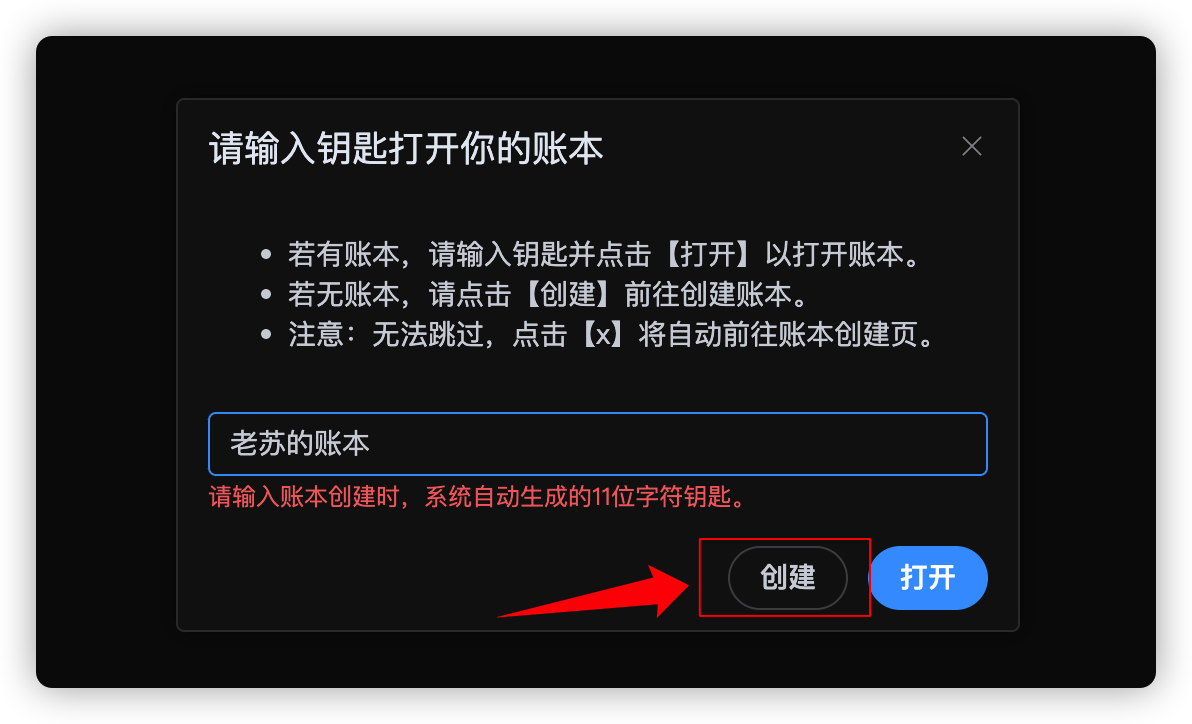 请输入钥匙打开你的账本
若有账本，请输入钥匙并点击【打开】以打开账本。
若无账本，请点击【创建】前往创建账本。
注意：无法跳过，点击【x】将自动前往账本创建页。
老苏的账本
请输入账本创建时，系统自动生成的11位字符钥匙。
创建
打开